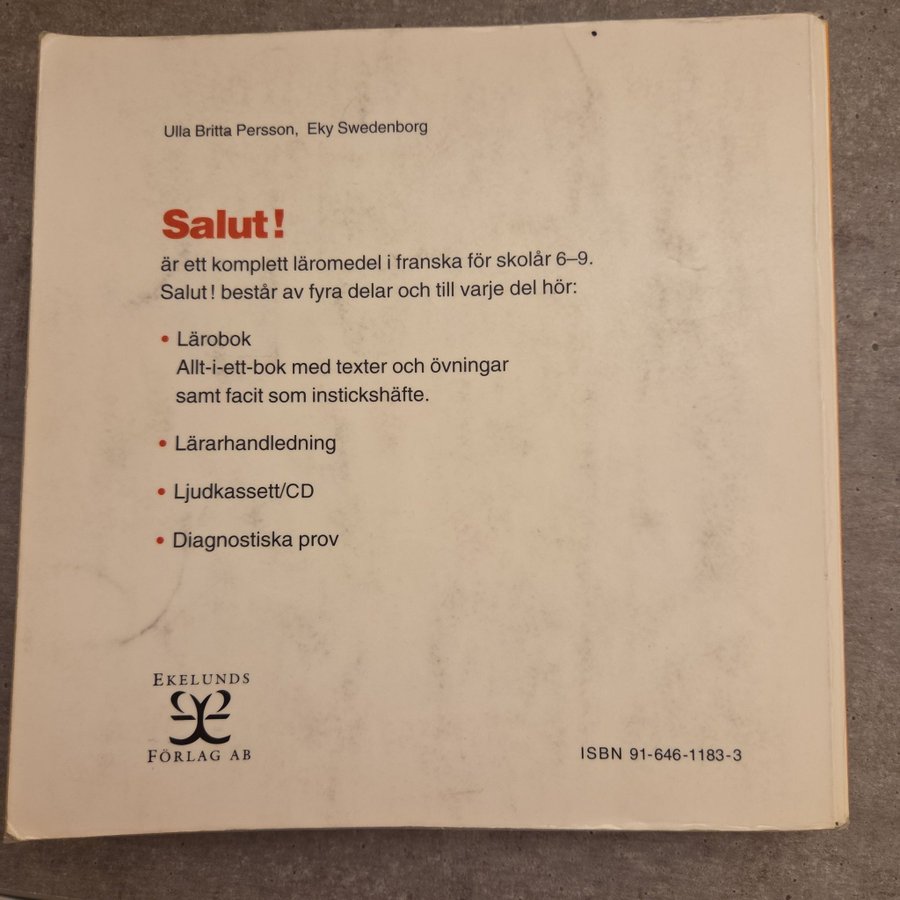 Ulla Britta Persson, Eky Swedenborg
Salut!
är ett komplett läromedel i franska för skolår 6–9.
Salut! består av fyra delar och till varje del hör:
• Lärobok
Allt-i-ett-bok med texter och övningar
samt facit som instickshäfte.
• Lärarhandledning
• Ljudkassett/CD
• Diagnostiska prov
EKELUNDS
FÖRLAG AB
ISBN 91-646-1183-3